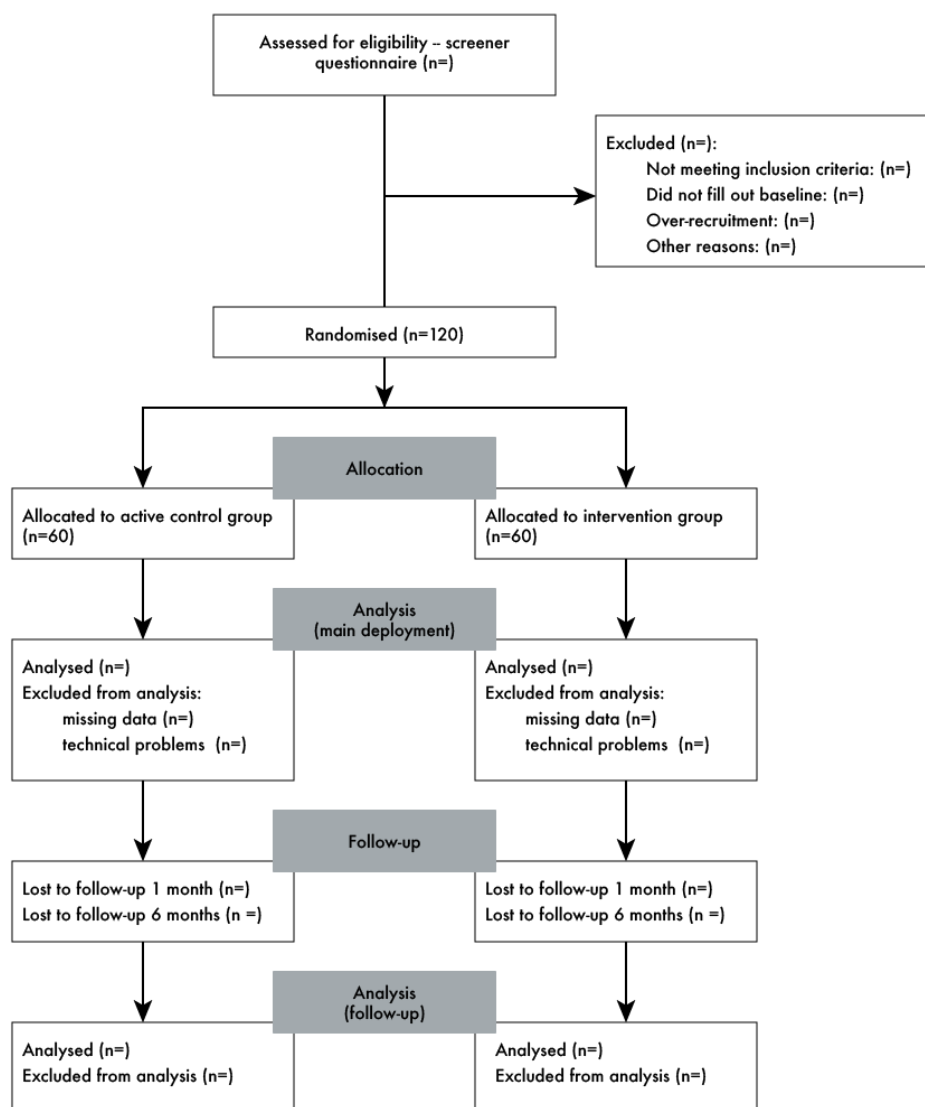 Assessed for eligibility -- screener
questionnaire (n=)
Excluded (n=):
Not meeting inclusion criteria: (n=)
Did not fill out baseline: (n=)
Over-recruitment: (n=)
Other reasons: (n=)
Randomised (n=120)
Allocation
Allocated to active control group
(n=60)
Allocated to intervention group
(n=60)
Analysis
(main deployment)
Analysed (n=)
Excluded from analysis:
missing data (n=)
technical problems (n=)
Analysed (n=)
Excluded from analysis:
missing data (n=)
technical problems (n=)
Follow-up
Lost to follow-up 1 month (n=)
Lost to follow-up 6 months (n =)
Lost to follow-up 1 month (n=)
Lost to follow-up 6 months (n =)
Analysis
(follow-up)
Analysed (n=)
Excluded from analysis (n=)
Analysed (n=)
Excluded from analysis (n=)